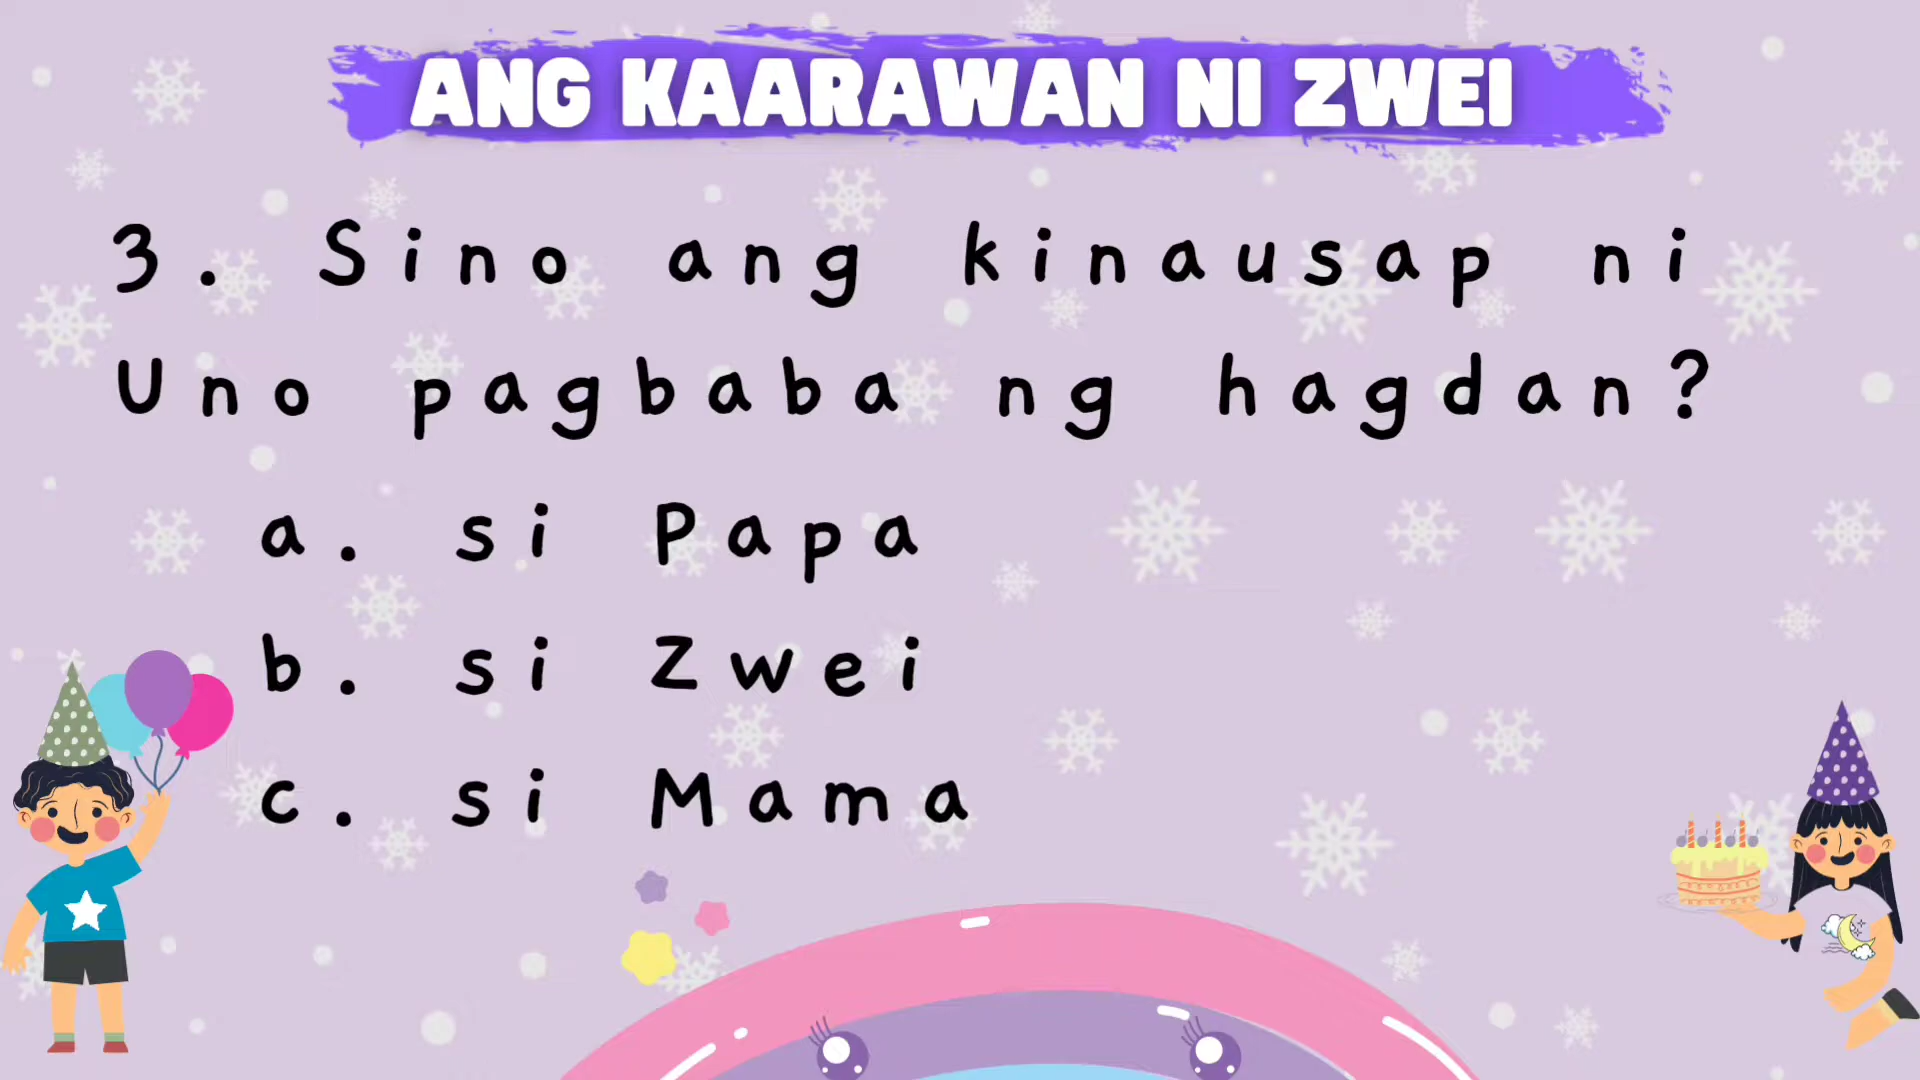 ANG KAARAWAN NI ZWEI
3. Sino ang kinausap ni
Uno pagbaba ng hagdan?
a. si Papa
b. si Zwei
c. si Mama